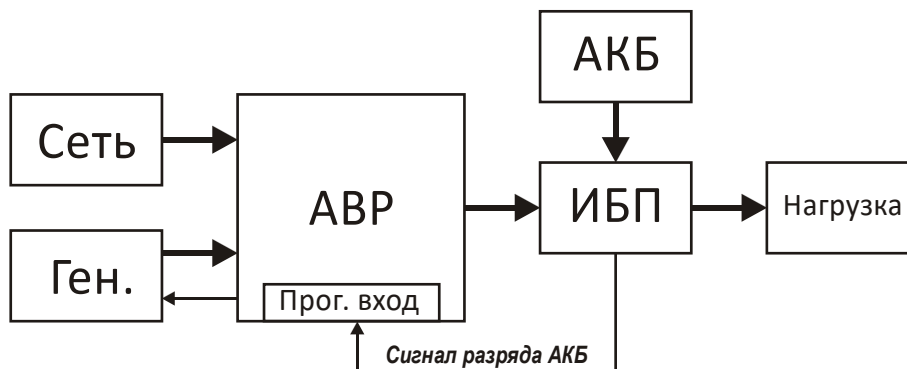 АКБ
Сеть
АВР
ИБП
Нагрузка
Ген.
Прог. вход
Сигнал разряда АКБ